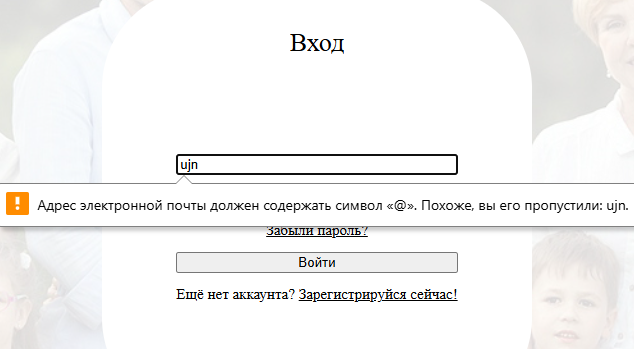 Вход
ujn
Адрес электронной почты должен содержать символ «@». Похоже, вы его пропустили: ujn.
Забыли пароль?
Войти
Ещё нет аккаунта? Зарегистрируйся сейчас!